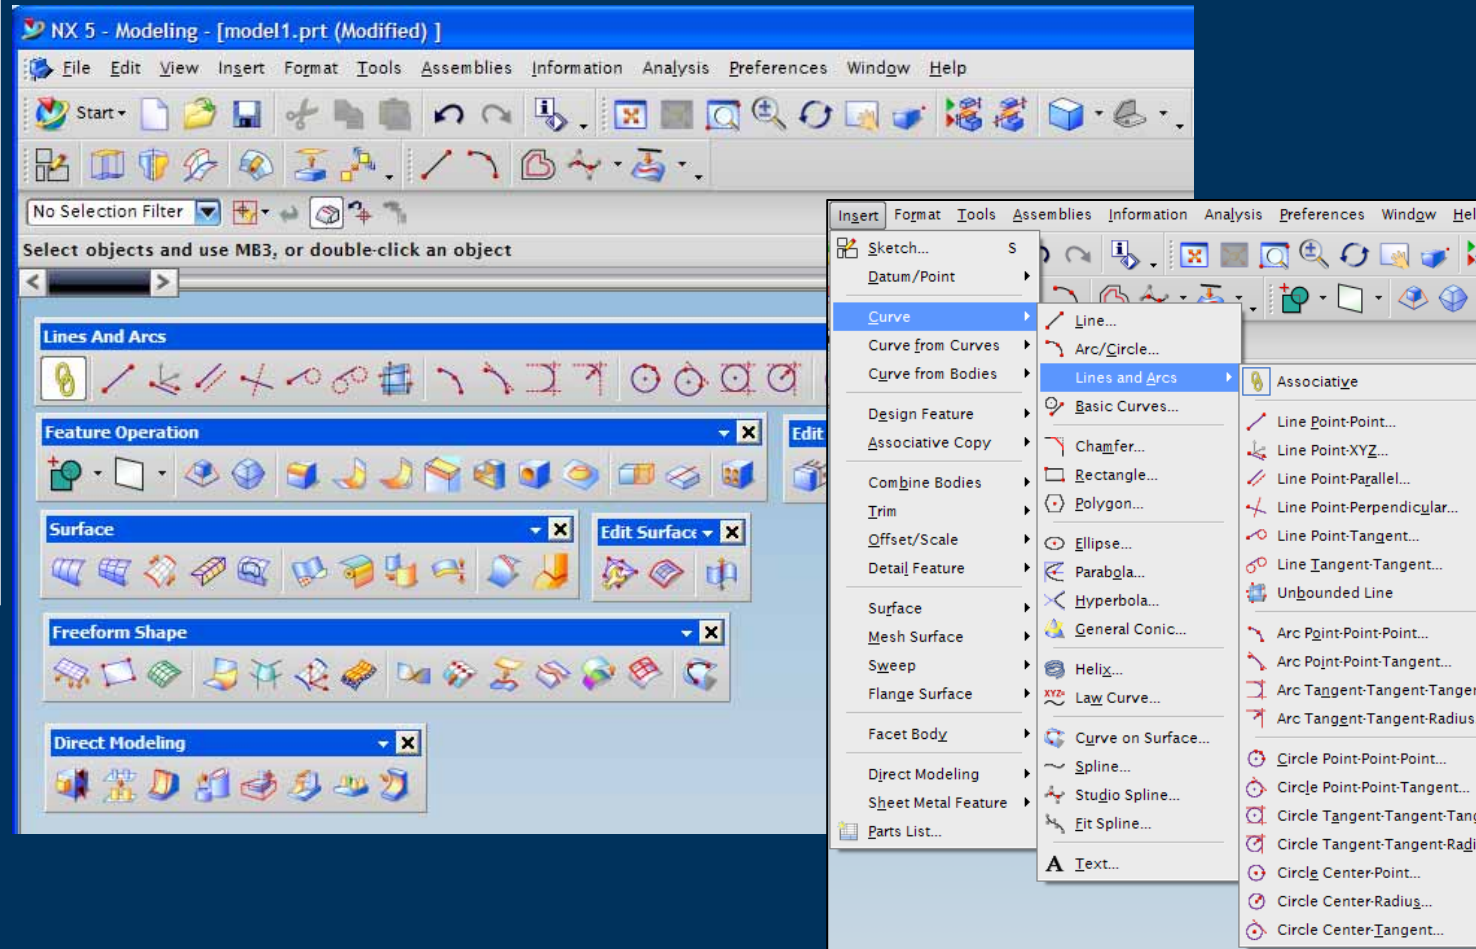 NX 5 - Modeling - [model1.prt (Modified) ]
File Edit View Insert Format Tools Assemblies Information Analysis Preferences Window Help
Start
No Selection Filter
Select objects and use MB3, or double-click an object
Lines And Arcs
Feature Operation
Edit
Surface
Edit Surface
Freeform Shape
Direct Modeling
Insert Format Tools Assemblies Information Analysis Preferences Window Hel
Sketch... S
Datum/Point
Curve
Curve from Curves
Curve from Bodies
Design Feature
Associative Copy
Combine Bodies
Trim
Offset/Scale
Detail Feature
Surface
Mesh Surface
Sweep
Flange Surface
Facet Body
Direct Modeling
Sheet Metal Feature
Parts List...
Line...
Arc/Circle...
Lines and Arcs
Basic Curves...
Chamfer...
Rectangle...
Polygon...
Ellipse...
Parabola...
Hyperbola...
General Conic...
Helix...
XYZ= Law Curve...
Curve on Surface...
Spline...
Studio Spline...
Fit Spline...
A Text...
Associative
Line Point-Point...
Line Point-XYZ...
Line Point-Parallel...
Line Point-Perpendicular...
Line Point-Tangent...
Line Tangent-Tangent...
Unbounded Line
Arc Point-Point-Point...
Arc Point-Point-Tangent...
Arc Tangent-Tangent-Tangen
Arc Tangent-Tangent-Radius
Circle Point-Point-Point...
Circle Point-Point-Tangent...
Circle Tangent-Tangent-Tang
Circle Tangent-Tangent-Radi
Circle Center-Point...
Circle Center-Radius...
Circle Center-Tangent...